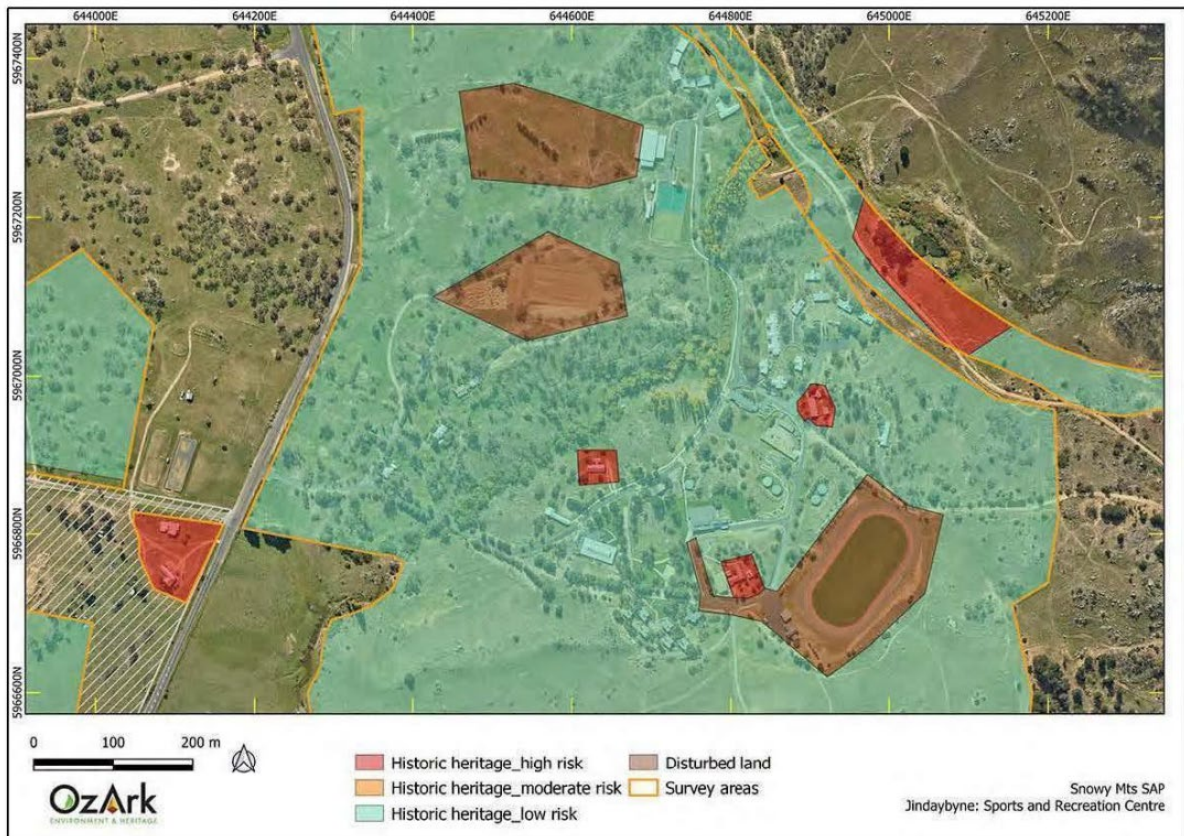 644000E 644200E 644400E 644600E 644800E 645000E 645200E
5967400N
5967200N
5967000N
5966800N
5966600N
0 100 200 m
Historic heritage_high risk
Historic heritage_moderate risk
Historic heritage_low risk
Disturbed land
Survey areas
OzArk
ENVIRONMENT & HERITAGE
Snowy Mts SAP
Jindaybyne: Sports and Recreation Centre